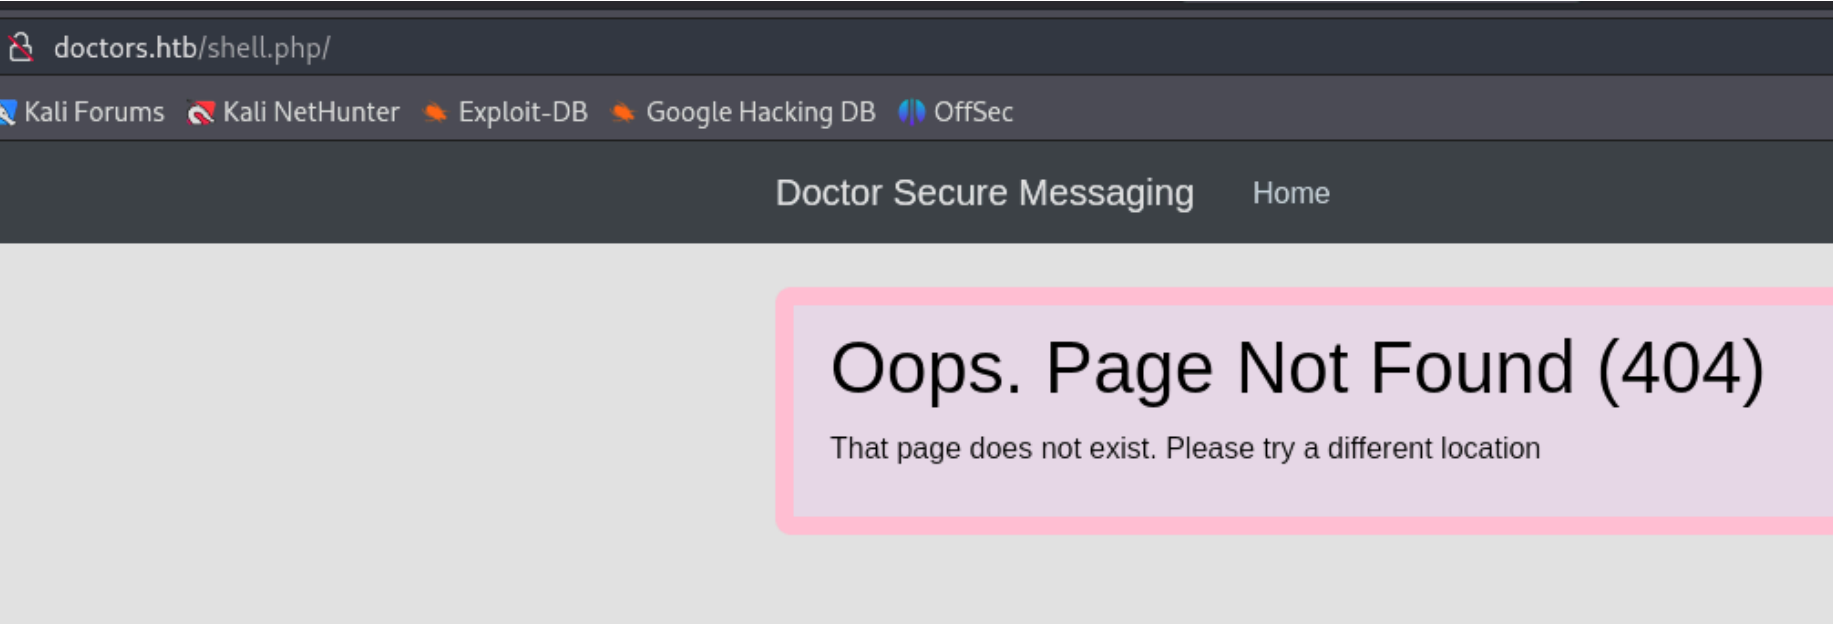 doctors.htb/shell.php/
Kali Forums Kali NetHunter Exploit-DB Google Hacking DB OffSec
Doctor Secure Messaging Home
Oops. Page Not Found (404)
That page does not exist. Please try a different location